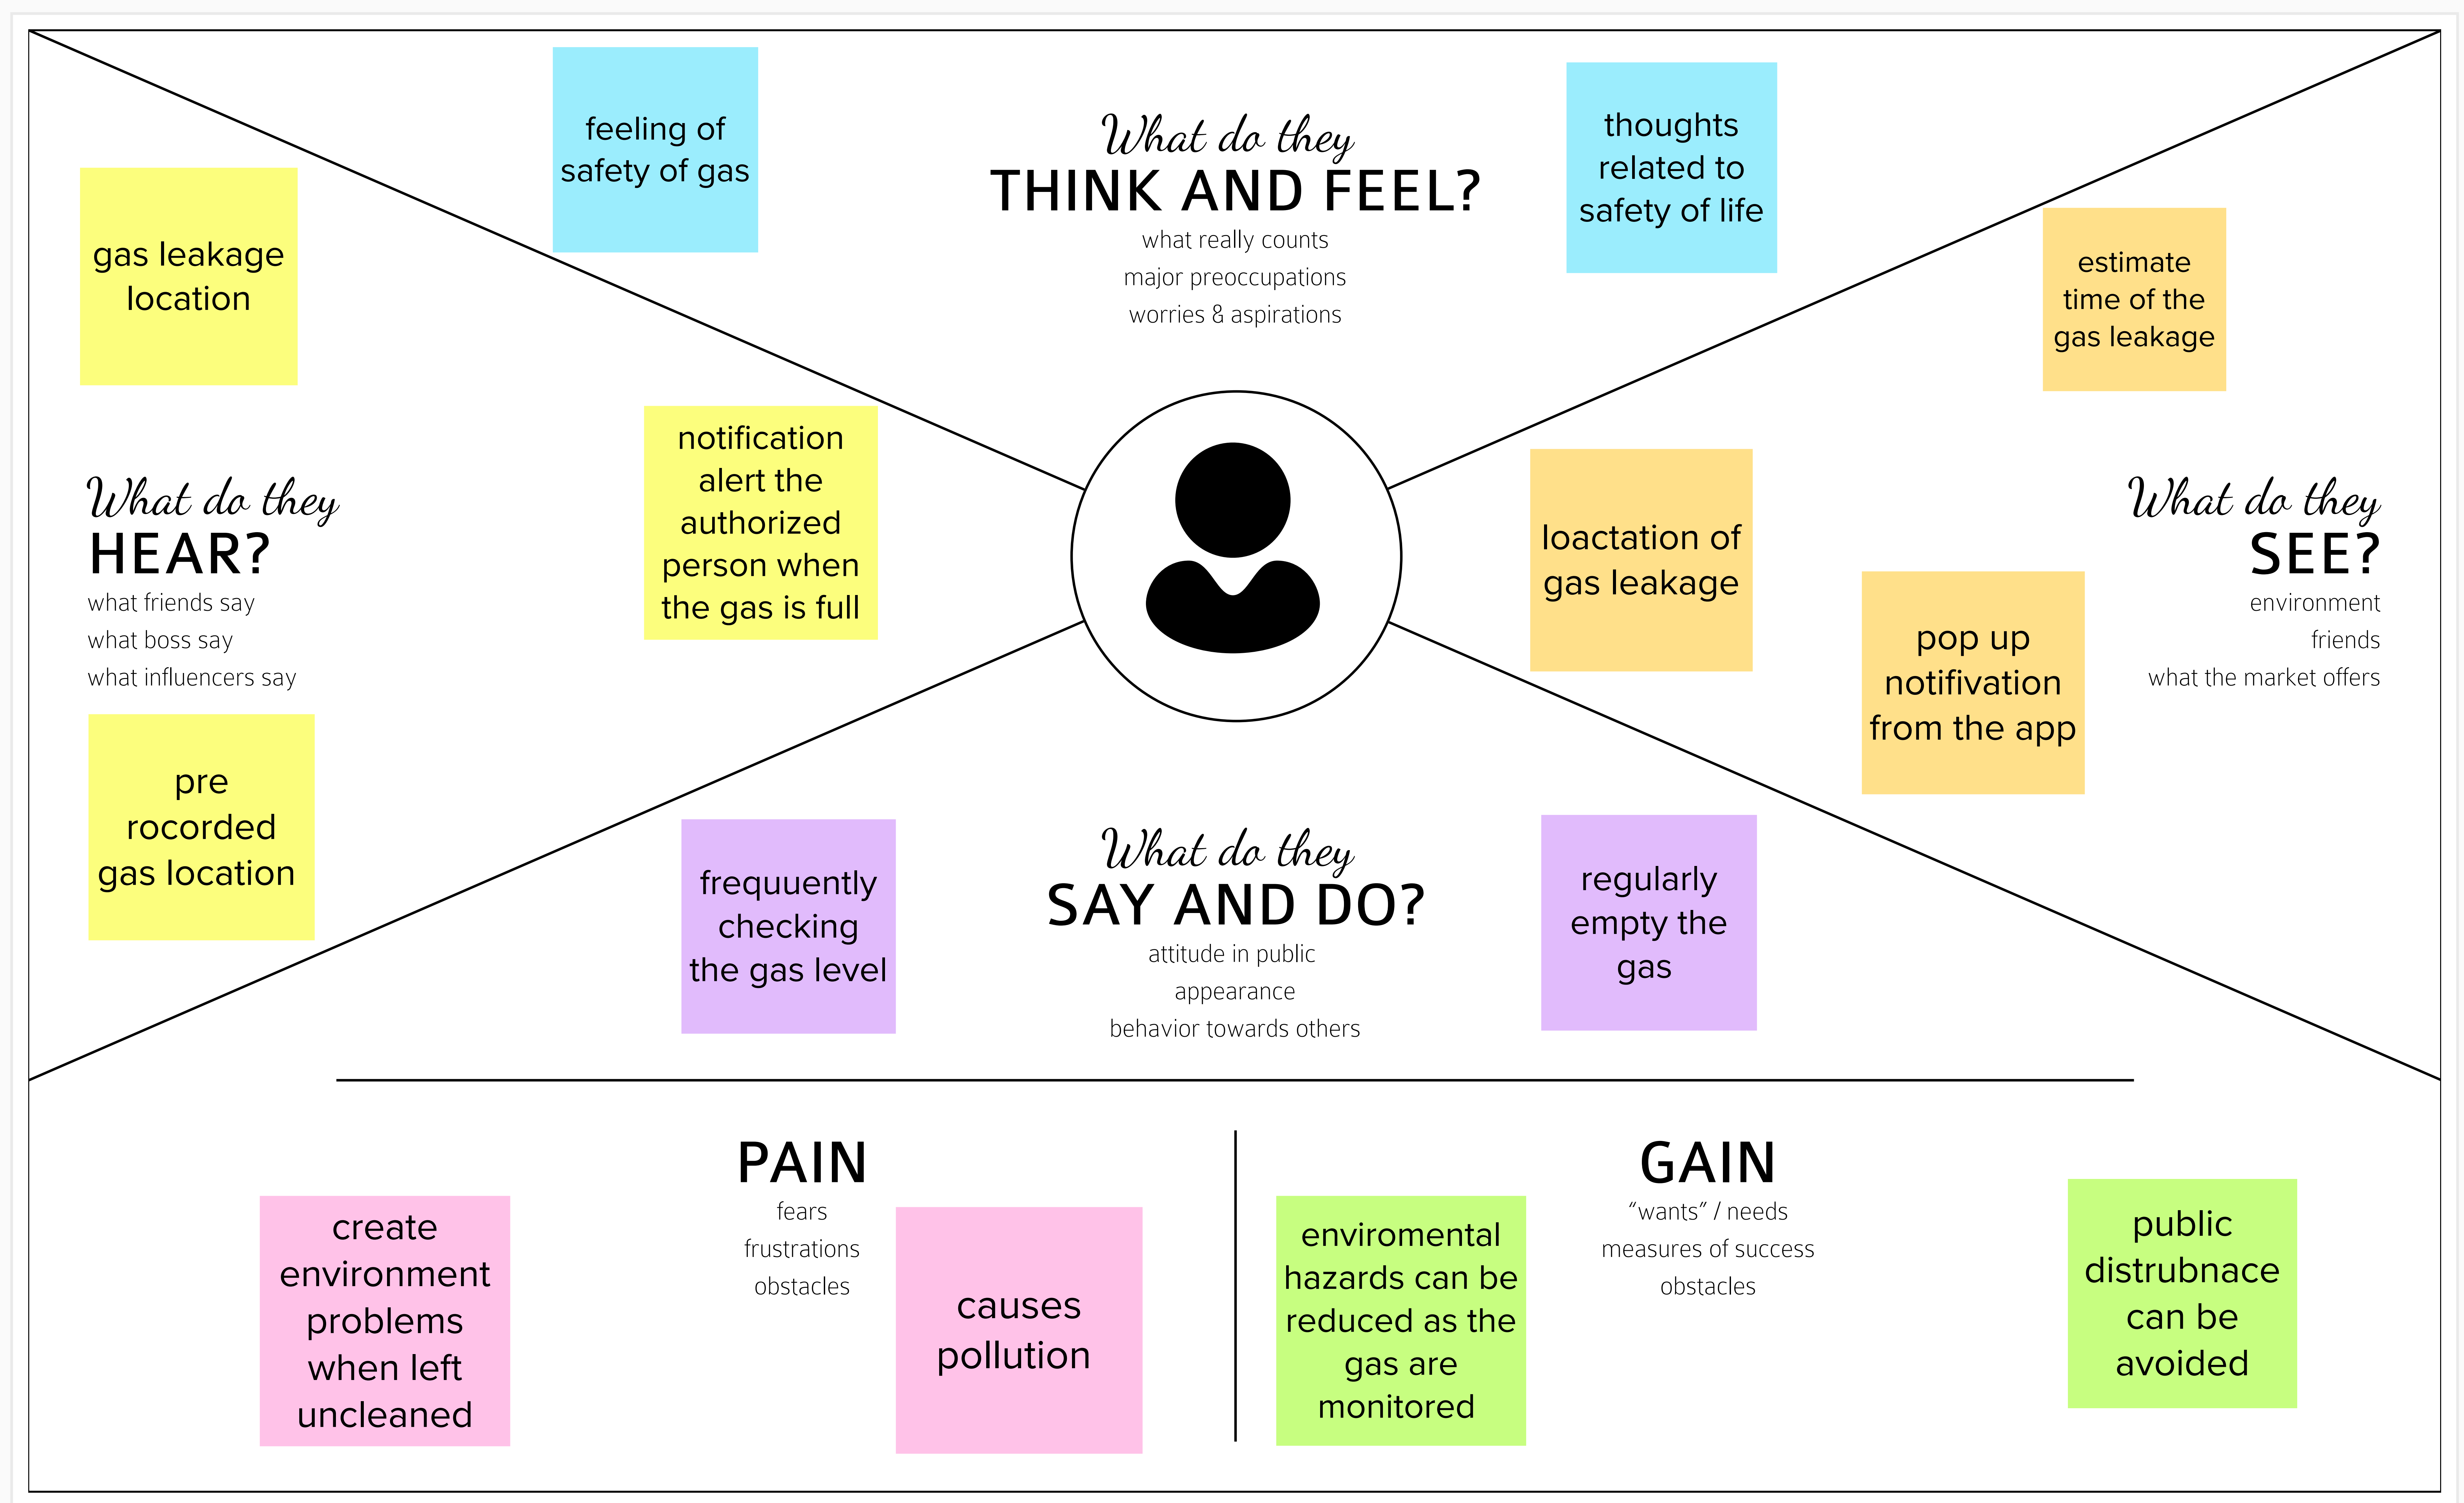 feeling of
safety of gas
What do they
THINK AND FEEL?
what really counts
major preoccupations
worries & aspirations
thoughts
related to
safety of life
gas leakage
location
notification
alert the
authorized
person when
the gas is full
What do they
HEAR?
what friends say
what boss say
what influencers say
pre
rocorded
gas location
estimate
time of the
gas leakage
loactation of
gas leakage
What do they
SEE?
environment
friends
what the market offers
pop up
notifivation
from the app
frequuently
checking
the gas level
What do they
SAY AND DO?
attitude in public
appearance
behavior towards others
regularly
empty the
gas
PAIN
fears
frustrations
obstacles
create
environment
problems
when left
uncleaned
causes
pollution
GAIN
“wants” / needs
measures of success
obstacles
enviromental
hazards can be
reduced as the
gas are
monitored
public
distrubnace
can be
avoided